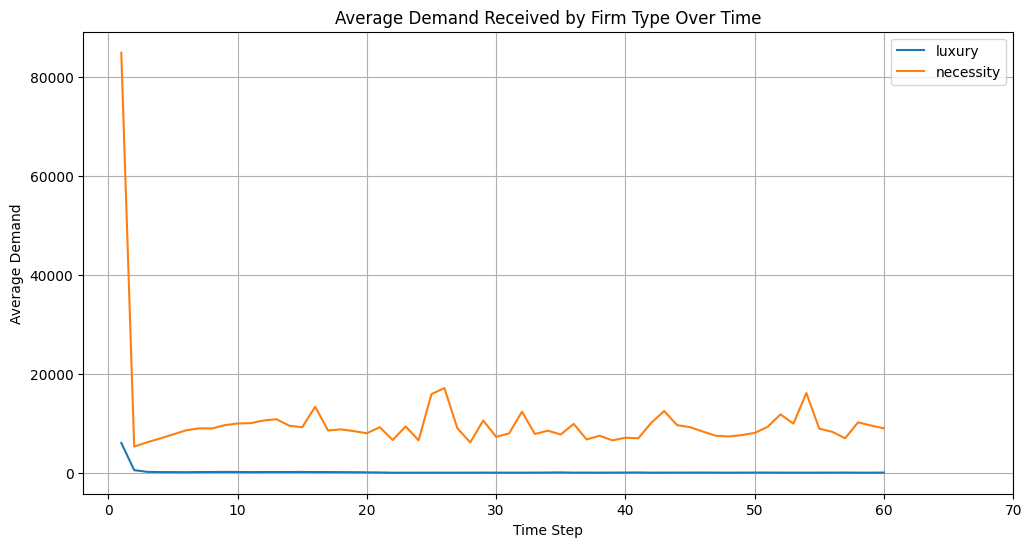 Average Demand Received by Firm Type Over Time
luxury
necessity
Average Demand
80000
60000
40000
20000
0
0 10 20 30 40 50 60 70
Time Step